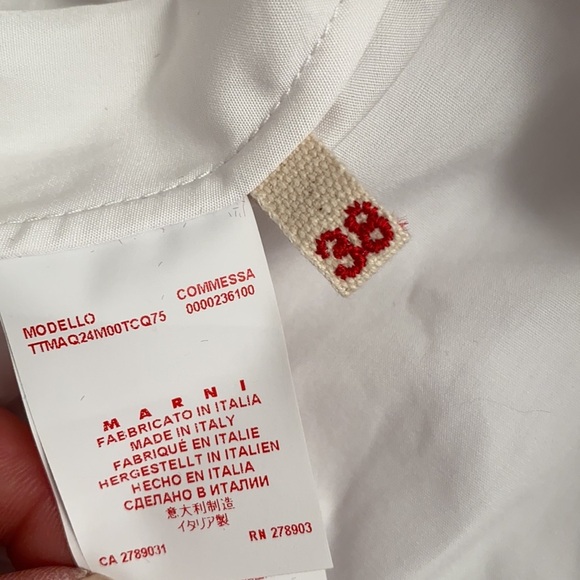 38
MODELLO
TTMAQ24M00TCQ75
COMMESSA
0000236100
MARNI
FABBRICATO IN ITALIA
MADE IN ITALY
FABRIQUÉ EN ITALIE
HERGESTELLT IN ITALIEN
HECHO EN ITALIA
СДЕЛАНО В ИТАЛИИ
意大利制造
イタリア製
CA 2789031
RN 278903